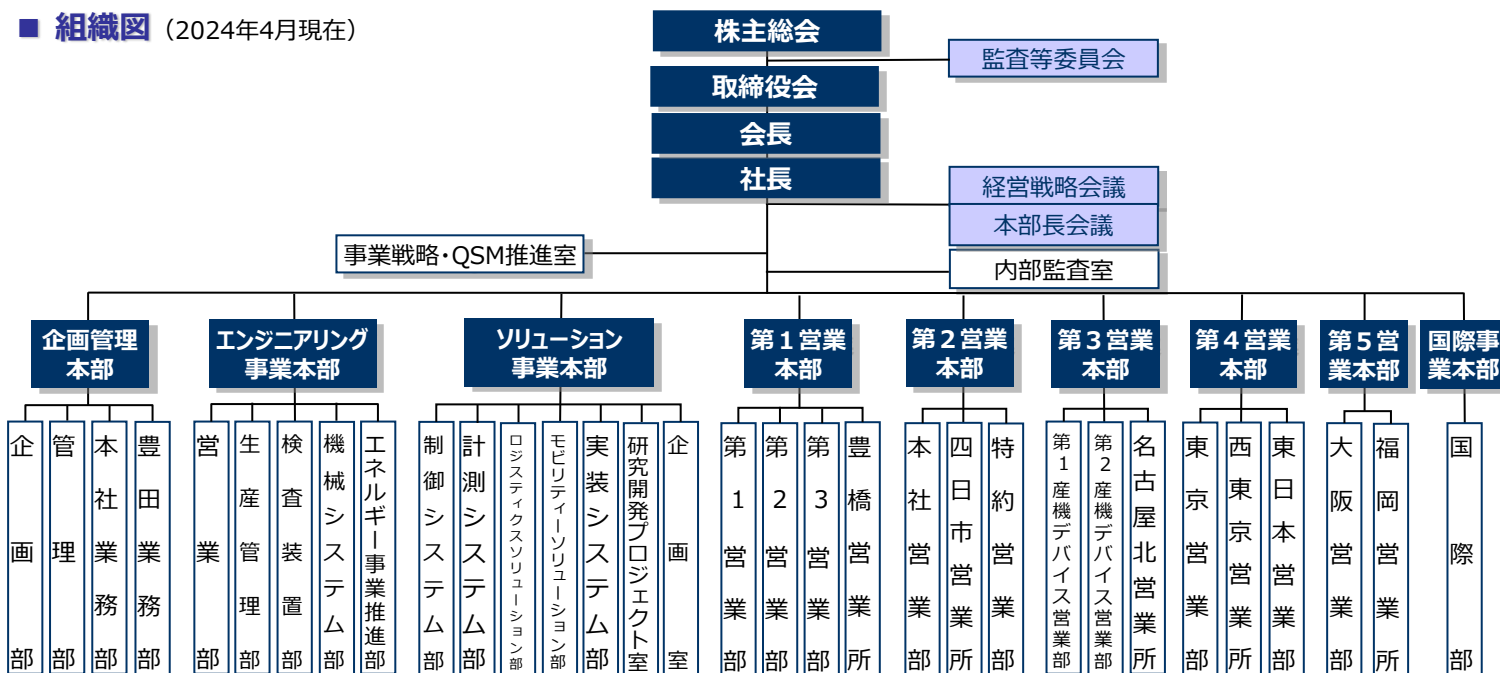 ■ 組織図（2024年4月現在）
株主総会
監査等委員会
取締役会
会長
社長
経営戦略会議
本部長会議
事業戦略・QSM推進室
内部監査室
企画管理
本部
エンジニアリング
事業本部
ソリューション
事業本部
第１営業
本部
第２営業
本部
第３営業
本部
第４営業
本部
第５営
業本部
国際事
業本部
企画部
管理部
本社業務部
豊田業務部
営業部
生産管理部
検査装置部
機械システム部
エネルギー事業推進部
制御システム部
計測システム部
ロジスティクスソリューション部
モビリティーソリューション部
実装システム部
研究開発プロジェクト室
企画室
第1営業部
第2営業部
第3営業部
豊橋営業所
本社営業部
四日市営業所
特約営業部
第1産機デバイス営業部
第2産機デバイス営業部
名古屋北営業所
東京営業部
西東京営業所
東日本営業部
大阪営業部
福岡営業所
国際部